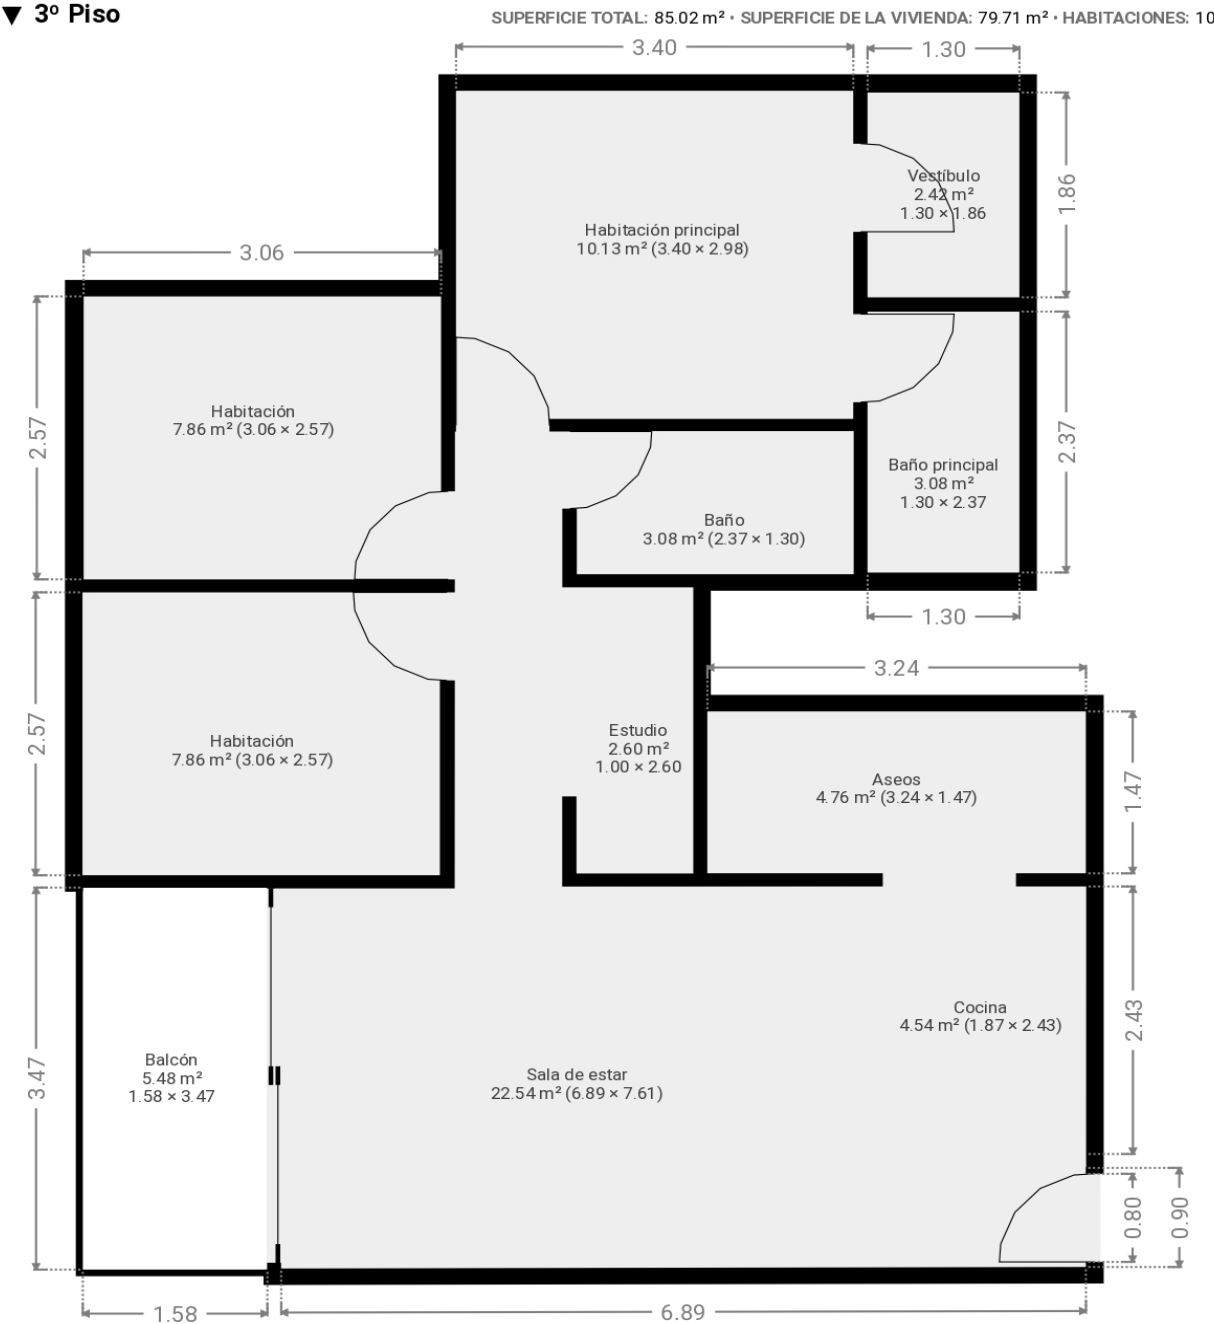 ▼ 3º Piso
SUPERFICIE TOTAL: 85.02 m² • SUPERFICIE DE LA VIVIENDA: 79.71 m² • HABITACIONES: 10
3.40
1.30
Vestíbulo
2.42 m²
1.30 × 1.86
1.86
Habitación principal
10.13 m² (3.40 × 2.98)
3.06
Habitación
7.86 m² (3.06 × 2.57)
2.57
2.37
Baño principal
3.08 m²
1.30 × 2.37
Baño
3.08 m² (2.37 × 1.30)
1.30
3.24
Habitación
7.86 m² (3.06 × 2.57)
2.57
Estudio
2.60 m²
1.00 × 2.60
Aseos
4.76 m² (3.24 × 1.47)
1.47
Cocina
4.54 m² (1.87 × 2.43)
2.43
Balcón
5.48 m²
1.58 × 3.47
3.47
Sala de estar
22.54 m² (6.89 × 7.61)
0.80
0.90
1.58
6.89